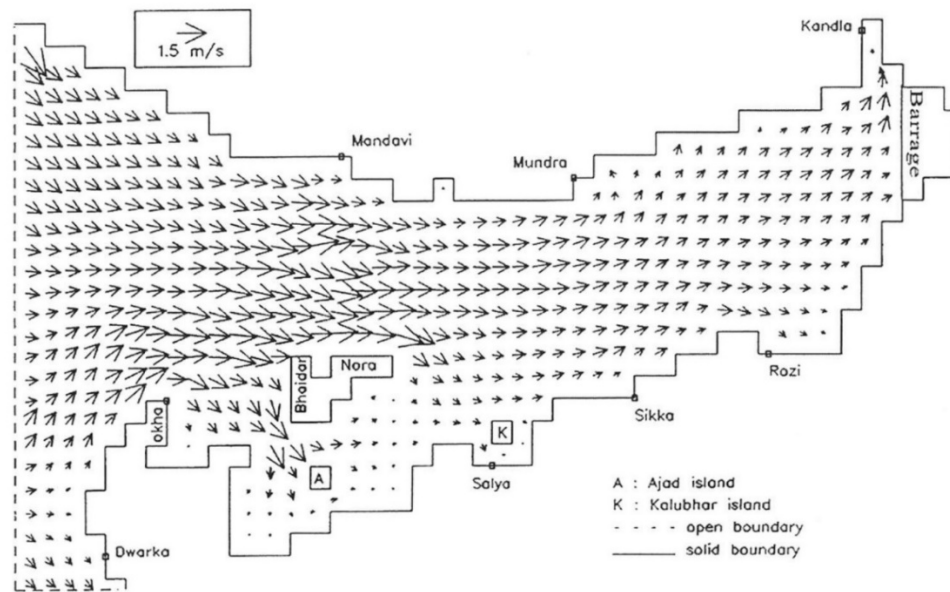 1.5 m/s
Kandla
Barrage
Mandavi
Mundra
Bhaidar
Nora
Rozi
okha
Sikka
K
A
Salya
A : Ajad island
K : Kalubhar island
- - - - open boundary
solid boundary
Dwarka